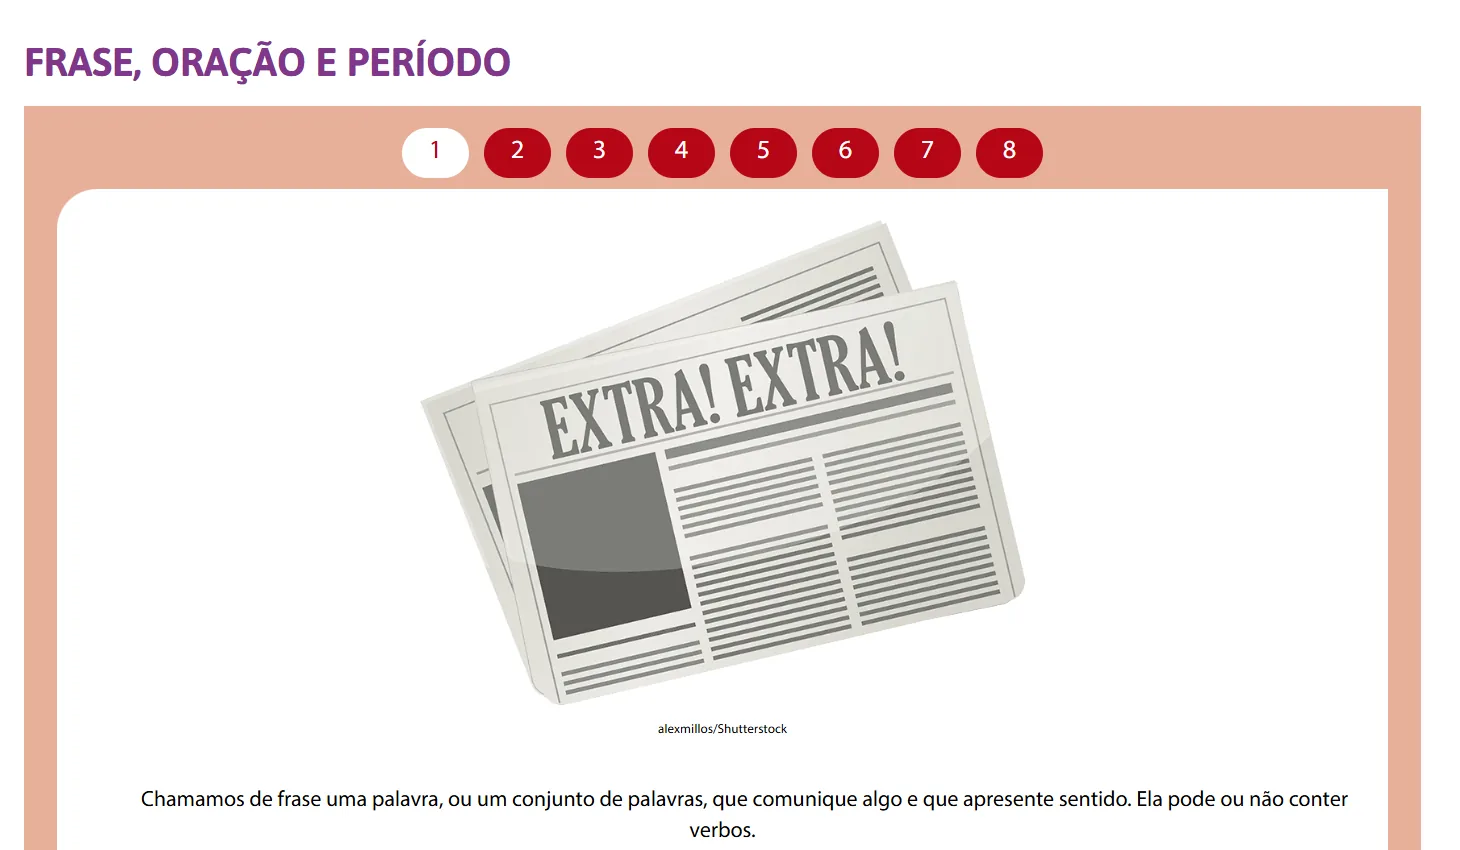 FRASE, ORAÇÃO E PERÍODO
1 2 3 4 5 6 7 8
EXTRA! EXTRA!
alexmillos/Shutterstock
Chamamos de frase uma palavra, ou um conjunto de palavras, que comunique algo e que apresente sentido. Ela pode ou não conter
verbos.